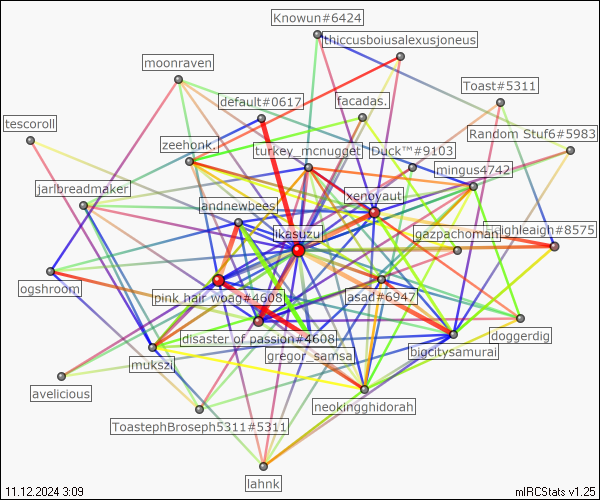 Knowun#6424
thiccusboiusalexusjoneus
moonraven
Toast#5311
default#0617
facadas.
tescoroll
Random Stuf6#5983
zeehonk.
turkey_mcnugget
Duck™#9103
mingus4742
jarlbreadmaker
xenoyaut
andnewbees
ikasuzu
gazpachoman
eighleaigh#8575
ogshroom
pink hair woag#4608
asad#6947
disaster of passion#4608
doggerdig
gregor_samsa
bigcitysamurai
mukszi
avelicious
neokingghidorah
ToastephBroseph5311#5311
lahnk
11.12.2024 3:09
mIRCStats v1.25